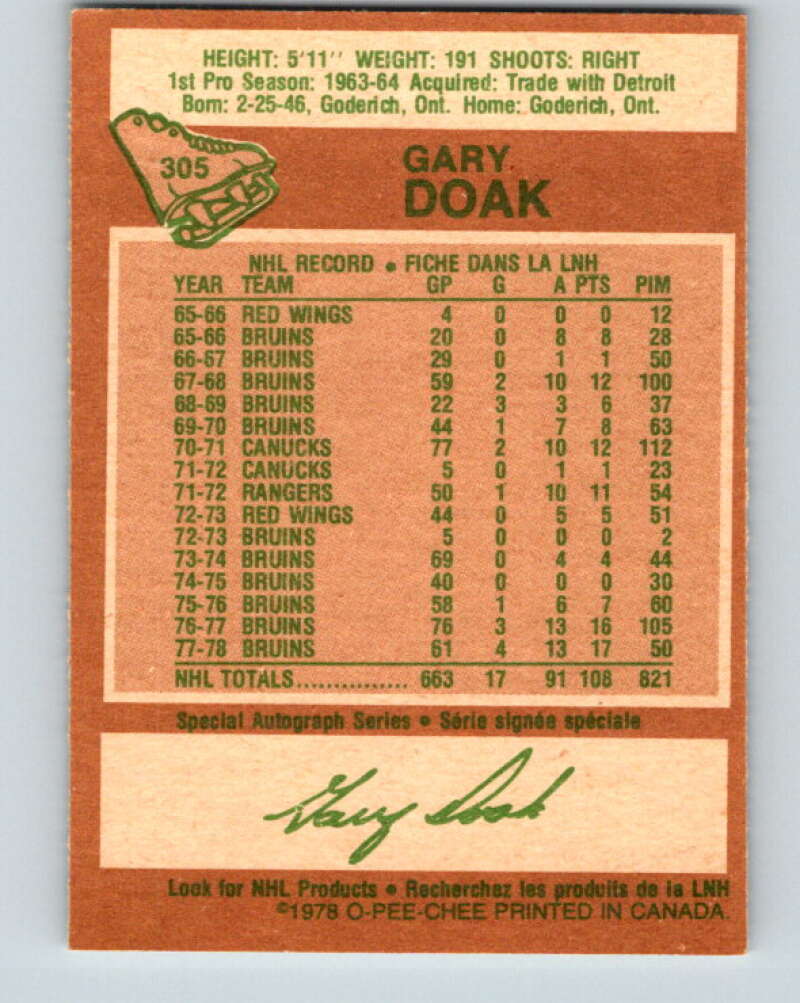 HEIGHT: 5'11'' WEIGHT: 191 SHOOTS: RIGHT
1st Pro Season: 1963-64 Acquired: Trade with Detroit
Born: 2-25-46, Goderich, Ont. Home: Goderich, Ont.
305
GARY
DOAK
NHL RECORD • FICHE DANS LA LNH
YEAR TEAM GP G A PTS PIM
65-66 RED WINGS 4 0 0 0 12
65-66 BRUINS 20 0 8 8 28
66-67 BRUINS 29 0 1 1 50
67-68 BRUINS 59 2 10 12 100
68-69 BRUINS 22 3 3 6 37
69-70 BRUINS 44 1 7 8 63
70-71 CANUCKS 77 2 10 12 112
71-72 CANUCKS 5 0 1 1 23
71-72 RANGERS 50 1 10 11 54
72-73 RED WINGS 44 0 5 5 51
72-73 BRUINS 5 0 0 0 2
73-74 BRUINS 69 0 4 4 44
74-75 BRUINS 40 0 0 0 30
75-76 BRUINS 58 1 6 7 60
76-77 BRUINS 76 3 13 16 105
77-78 BRUINS 61 4 13 17 50
NHL TOTALS............... 663 17 91 108 821
Special Autograph Series • Série signée spéciale
Gary Doak
Look for NHL Products • Recherchez les produits de la LNH
©1978 O-PEE-CHEE PRINTED IN CANADA.